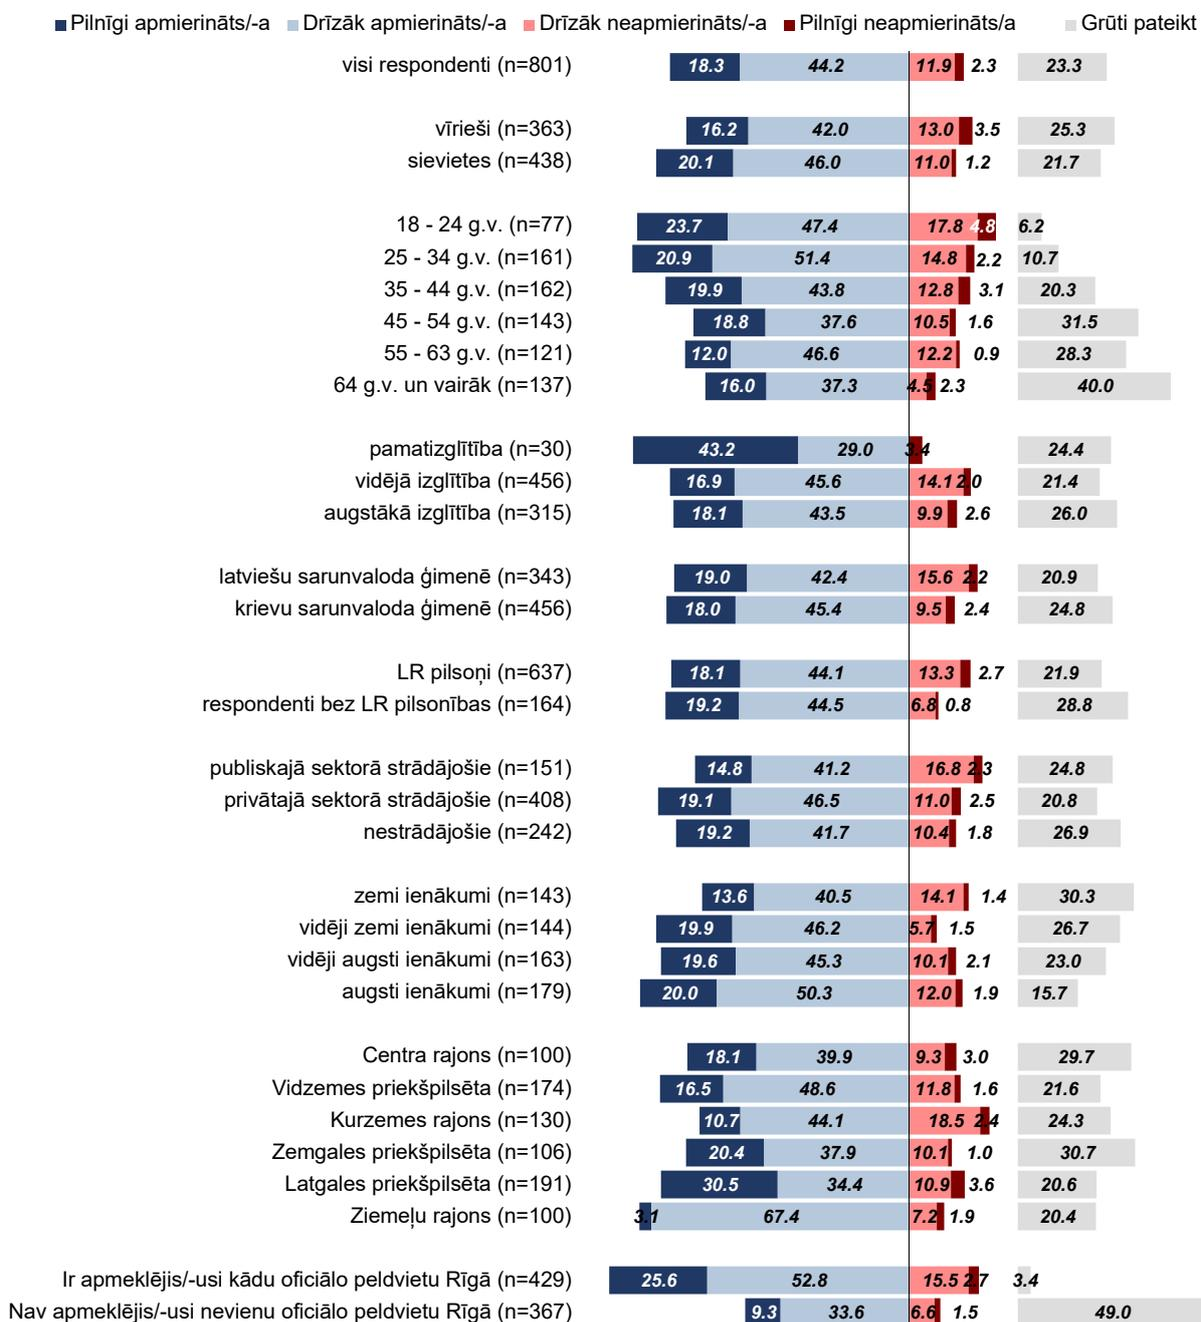 Pilnīgi apmierināts/-a Drīzāk apmierināts/-a Drīzāk neapmierināts/-a Pilnīgi neapmierināts/a Grūti pateikt
visi respondenti (n=801) 18.3 44.2 11.9 2.3 23.3
vīrieši (n=363) 16.2 42.0 13.0 3.5 25.3
sievietes (n=438) 20.1 46.0 11.0 1.2 21.7
18 - 24 g.v. (n=77) 23.7 47.4 17.8 4.8 6.2
25 - 34 g.v. (n=161) 20.9 51.4 14.8 2.2 10.7
35 - 44 g.v. (n=162) 19.9 43.8 12.8 3.1 20.3
45 - 54 g.v. (n=143) 18.8 37.6 10.5 1.6 31.5
55 - 63 g.v. (n=121) 12.0 46.6 12.2 0.9 28.3
64 g.v. un vairāk (n=137) 16.0 37.3 4.5 2.3 40.0
pamatizglītība (n=30) 43.2 29.0 3.4 24.4
vidējā izglītība (n=456) 16.9 45.6 14.1 2.0 21.4
augstākā izglītība (n=315) 18.1 43.5 9.9 2.6 26.0
latviešu sarunvaloda ģimenē (n=343) 19.0 42.4 15.6 2.2 20.9
krievu sarunvaloda ģimenē (n=456) 18.0 45.4 9.5 2.4 24.8
LR pilsoņi (n=637) 18.1 44.1 13.3 2.7 21.9
respondenti bez LR pilsonības (n=164) 19.2 44.5 6.8 0.8 28.8
publiskajā sektorā strādājošie (n=151) 14.8 41.2 16.8 2.3 24.8
privātajā sektorā strādājošie (n=408) 19.1 46.5 11.0 2.5 20.8
nestrādājošie (n=242) 19.2 41.7 10.4 1.8 26.9
zemi ienākumi (n=143) 13.6 40.5 14.1 1.4 30.3
vidēji zemi ienākumi (n=144) 19.9 46.2 5.7 1.5 26.7
vidēji augsti ienākumi (n=163) 19.6 45.3 10.1 2.1 23.0
augsti ienākumi (n=179) 20.0 50.3 12.0 1.9 15.7
Centra rajons (n=100) 18.1 39.9 9.3 3.0 29.7
Vidzemes priekšpilsēta (n=174) 16.5 48.6 11.8 1.6 21.6
Kurzemes rajons (n=130) 10.7 44.1 18.5 2.4 24.3
Zemgales priekšpilsēta (n=106) 20.4 37.9 10.1 1.0 30.7
Latgales priekšpilsēta (n=191) 30.5 34.4 10.9 3.6 20.6
Ziemeļu rajons (n=100) 3.1 67.4 7.2 1.9 20.4
Ir apmeklējis/-usi kādu oficiālo peldvietu Rīgā (n=429) 25.6 52.8 15.5 2.7 3.4
Nav apmeklējis/-usi nevienu oficiālo peldvietu Rīgā (n=367) 9.3 33.6 6.6 1.5 49.0